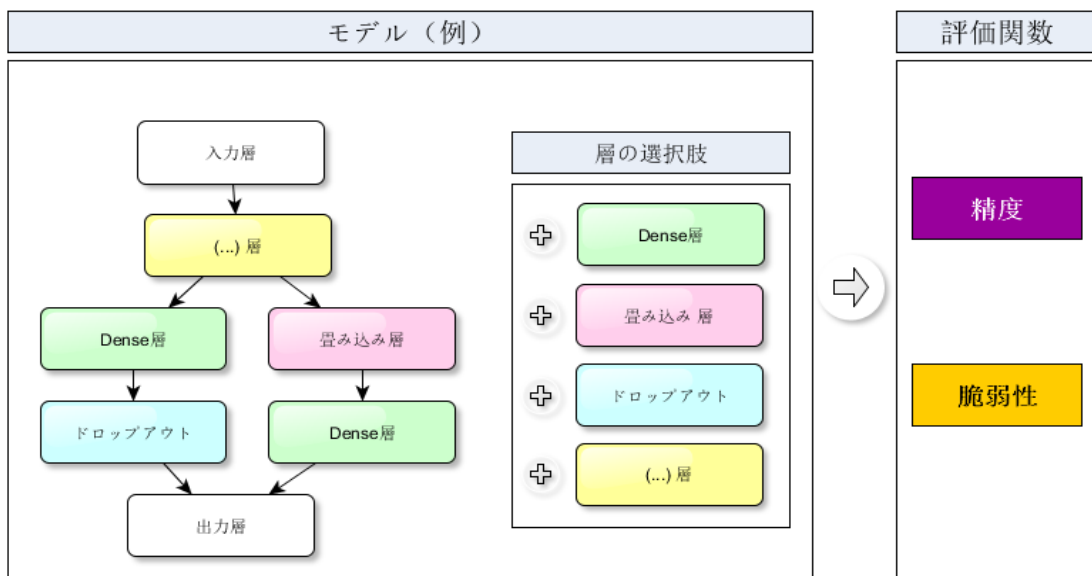 モデル（例）
入力層
(...) 層
Dense層
畳み込み層
ドロップアウト
Dense層
出力層
層の選択肢
Dense層
畳み込み 層
ドロップアウト
(...) 層
評価関数
精度
脆弱性